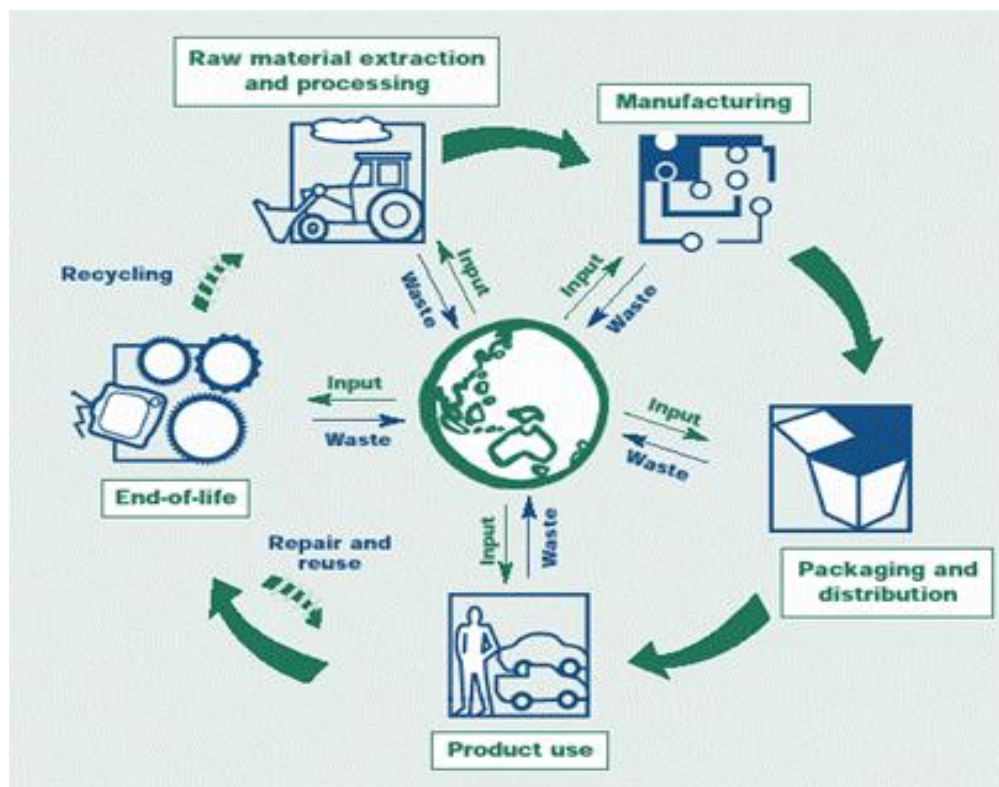 Raw material extraction
and processing
Manufacturing
Recycling
Input
Waste
Input
Waste
Input
Waste
Input
Waste
End-of-life
Repair and
reuse
Input
Waste
Packaging and
distribution
Product use